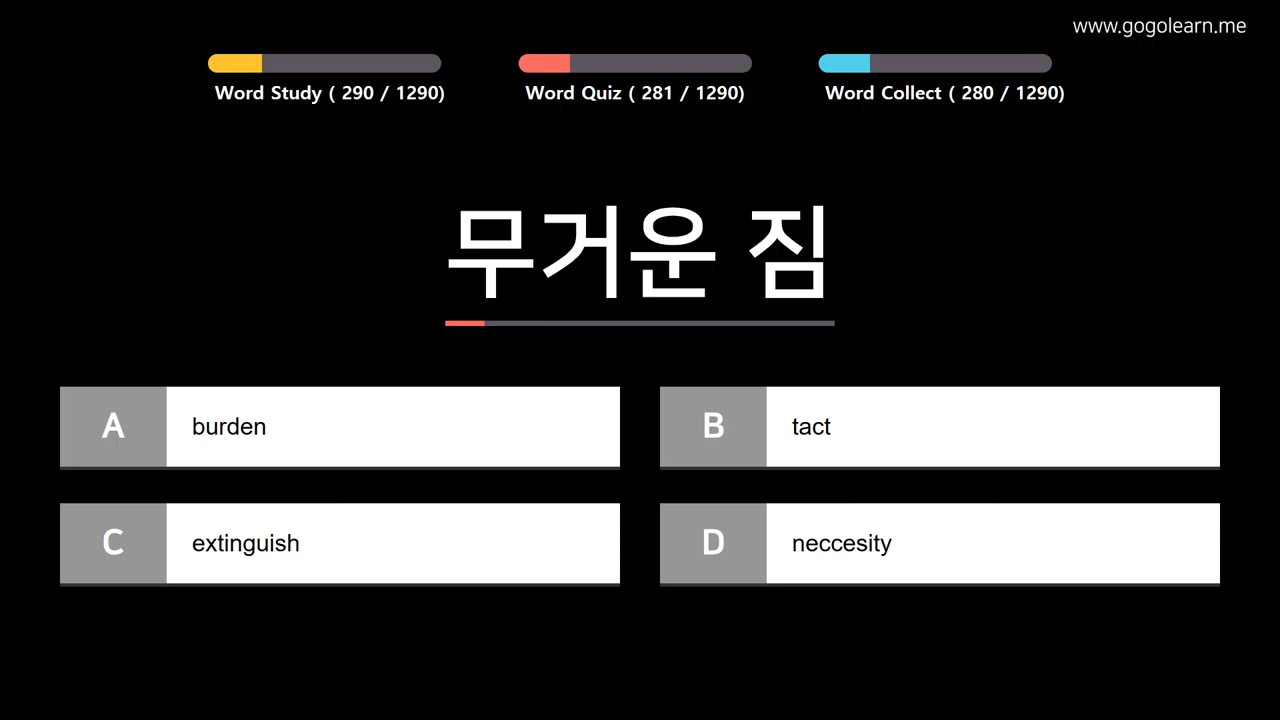 www.gogolearn.me
Word Study ( 290 / 1290)
Word Quiz ( 281 / 1290)
Word Collect ( 280 / 1290)
무거운 짐
A burden
B tact
C extinguish
D neccesity